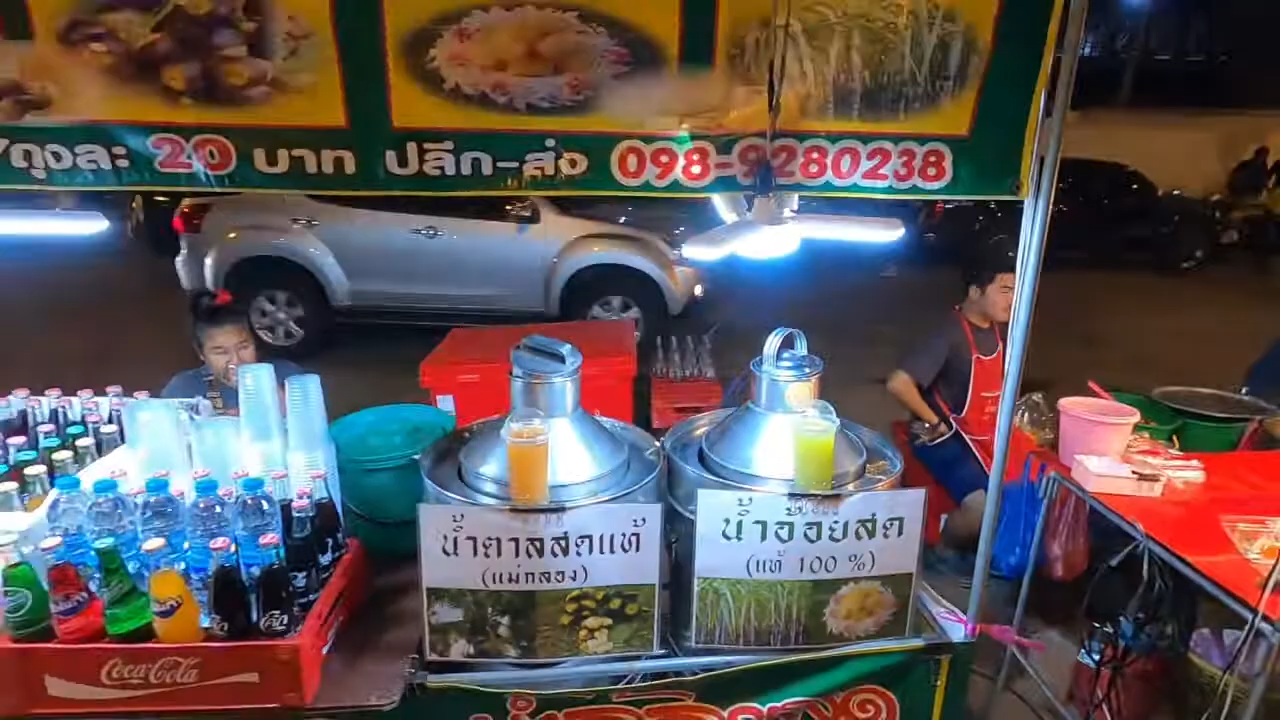 /ถุงละ 20 บาท ปลีก-ส่ง 098-9280238
น้ำตาลสดแท้
(แม่กลอง)
น้ำอ้อยสด
(แท้ 100 %)
Coca-Cola